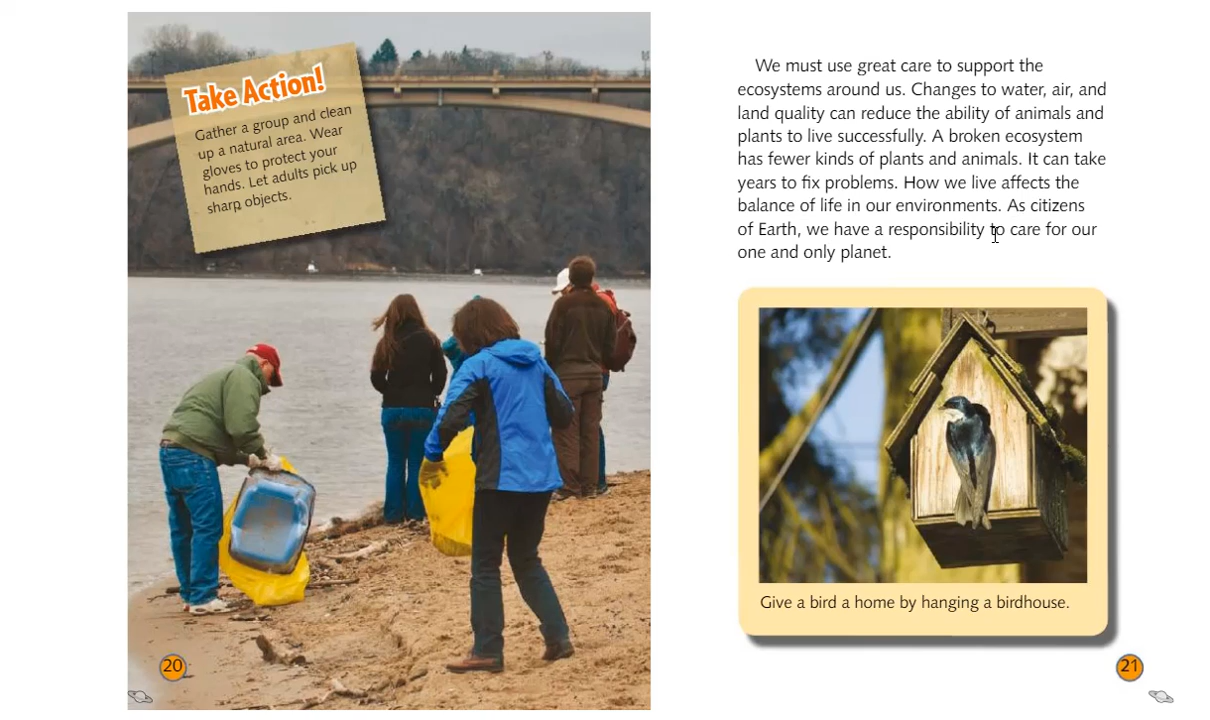 Take Action!
Gather a group and clean
up a natural area. Wear
gloves to protect your
hands. Let adults pick up
sharp objects.
20
We must use great care to support the
ecosystems around us. Changes to water, air, and
land quality can reduce the ability of animals and
plants to live successfully. A broken ecosystem
has fewer kinds of plants and animals. It can take
years to fix problems. How we live affects the
balance of life in our environments. As citizens
of Earth, we have a responsibility to care for our
one and only planet.
Give a bird a home by hanging a birdhouse.
21